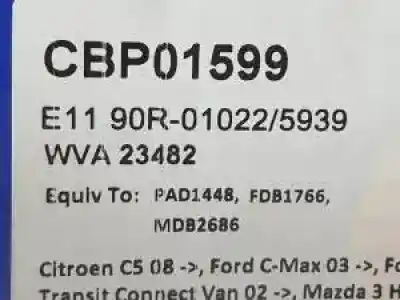 CBP01599
E11 90R-01022/5939
WVA 23482
Equiv To: PAD1448, FDB1766,
MDB2686
Citroen C5 08 ->, Ford C-Max 03 ->, Fo
Transit Connect Van 02 ->, Mazda 3 H